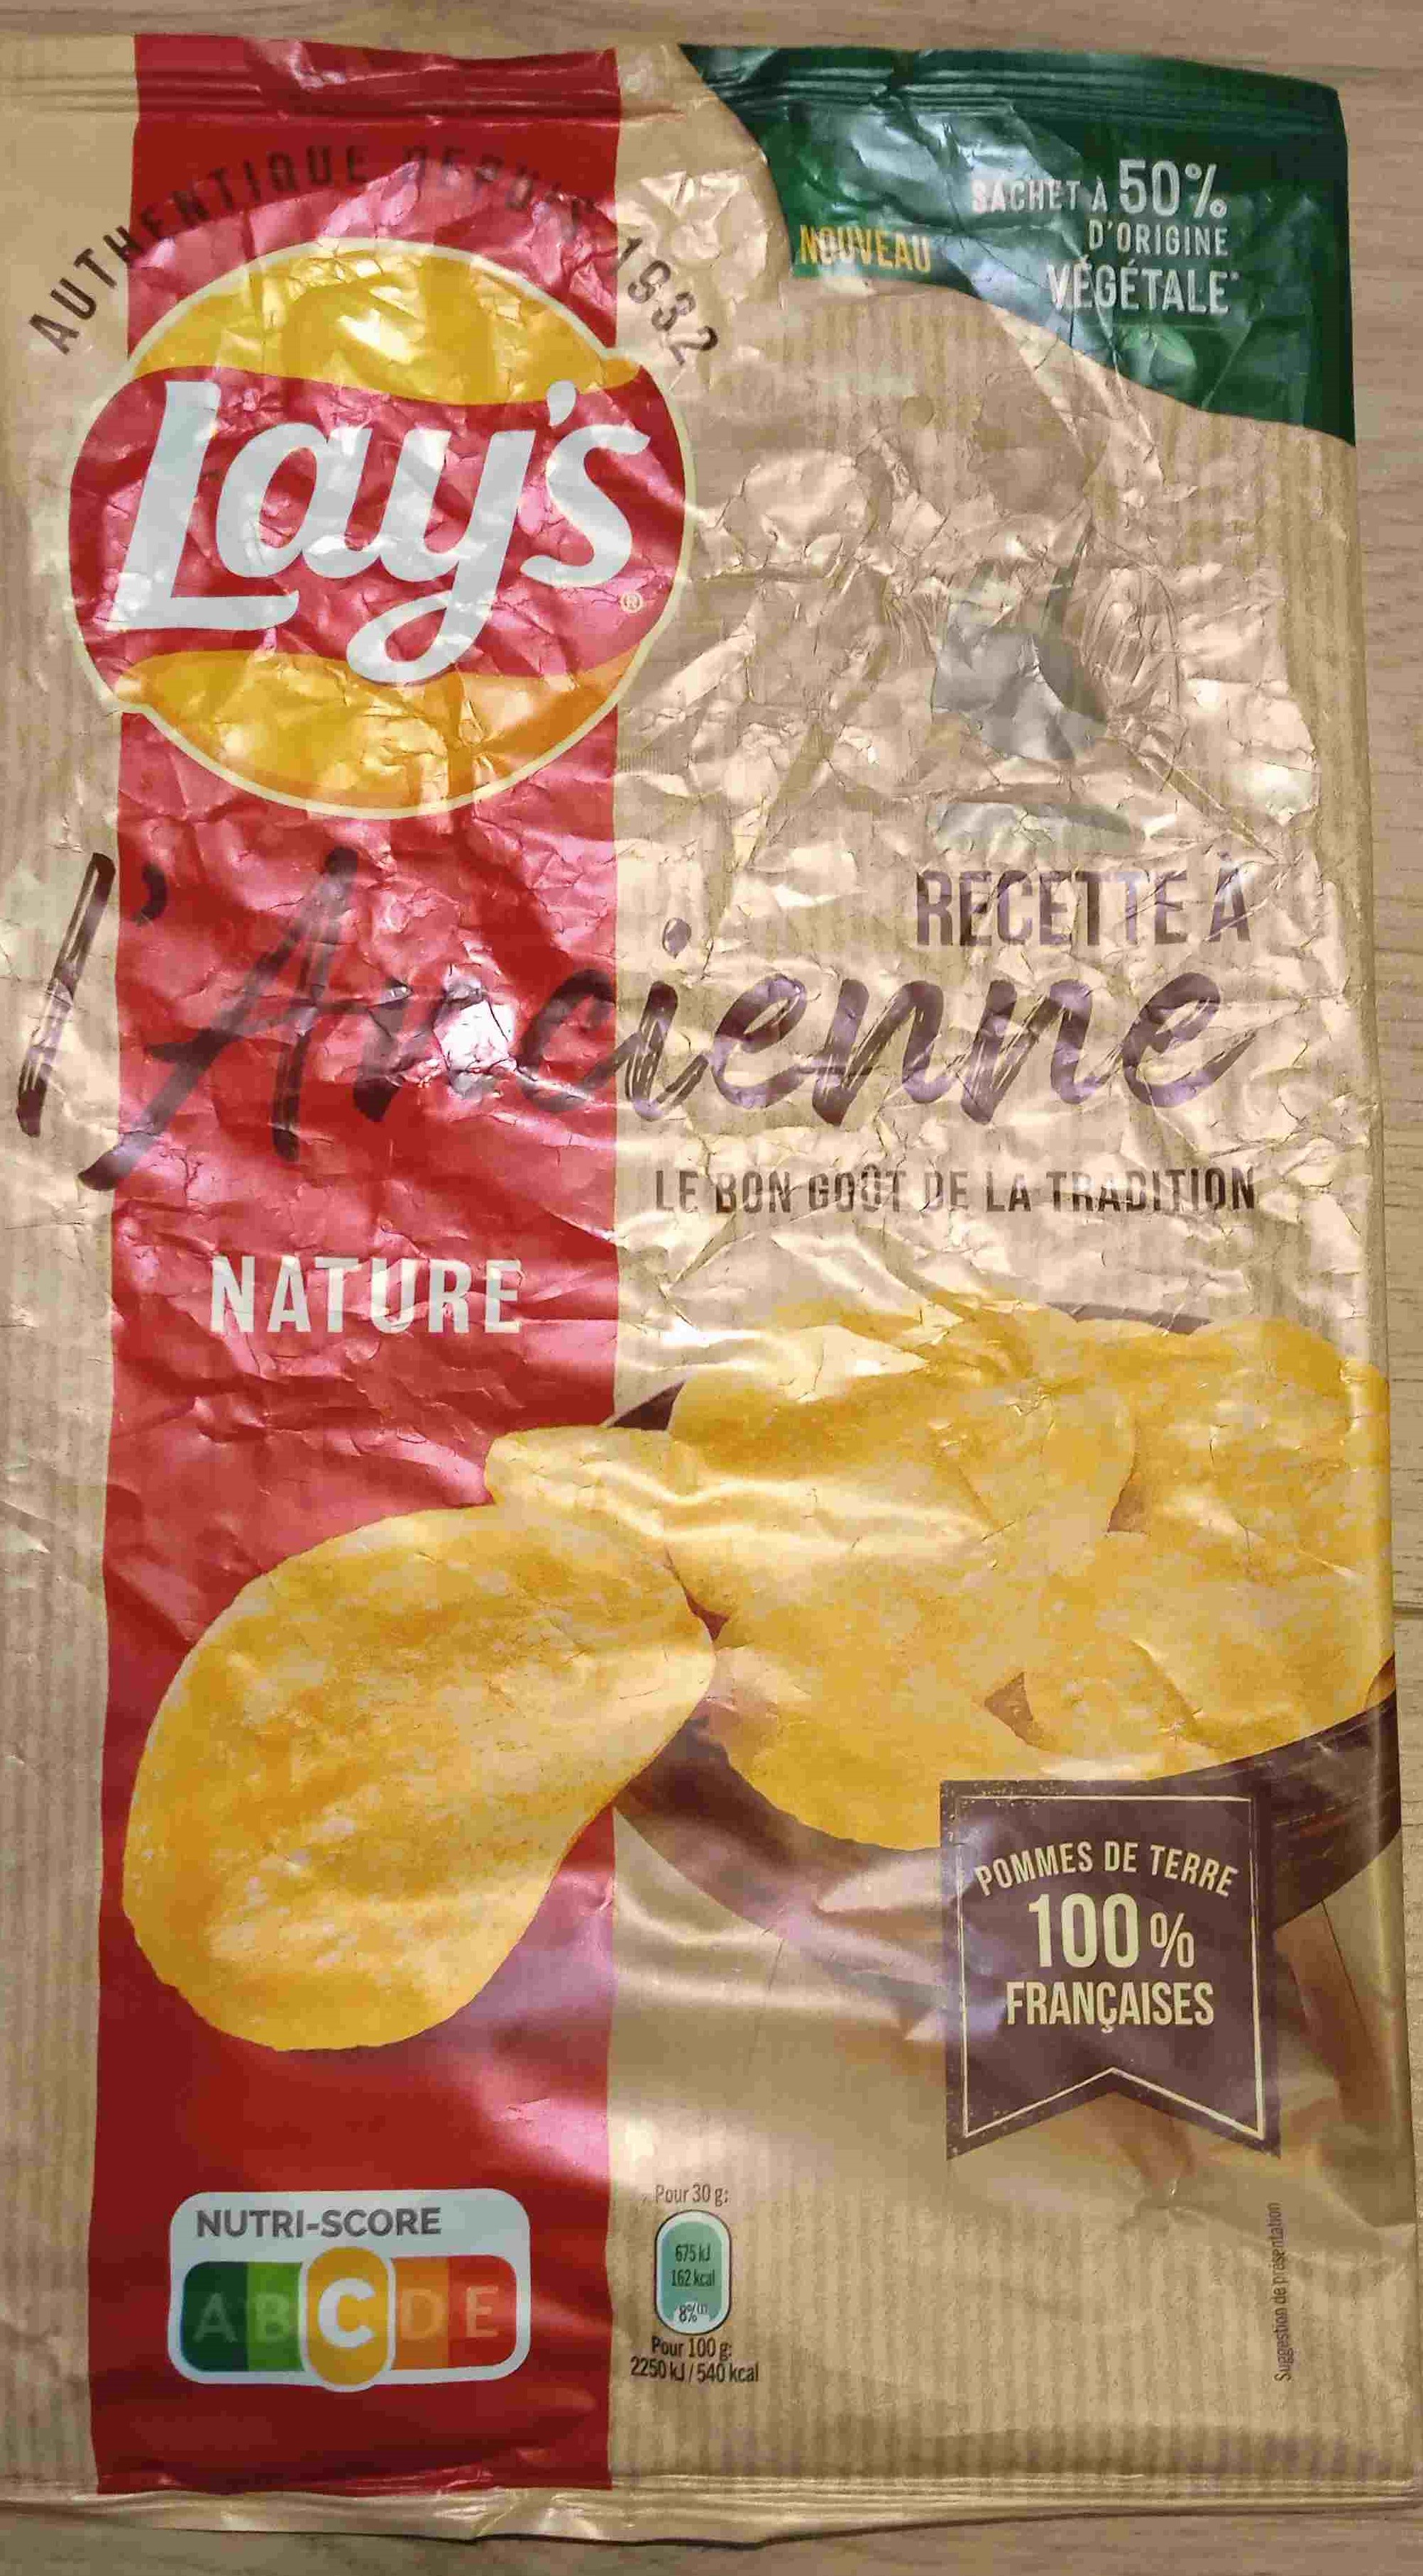 AUTHENTIQUE DEPUIS 1932
Lay's®
NOUVEAU
SACHET À 50%
D'ORIGINE
VÉGÉTALE*
RECETTE À
l'Ancienne
LE BON GOÛT DE LA TRADITION
NATURE
POMMES DE TERRE
100%
FRANÇAISES
NUTRI-SCORE
A B C D E
Pour 30 g:
675 kJ
162 kcal
8%(1)
Pour 100 g:
2250 kJ / 540 kcal
Suggestion de présentation